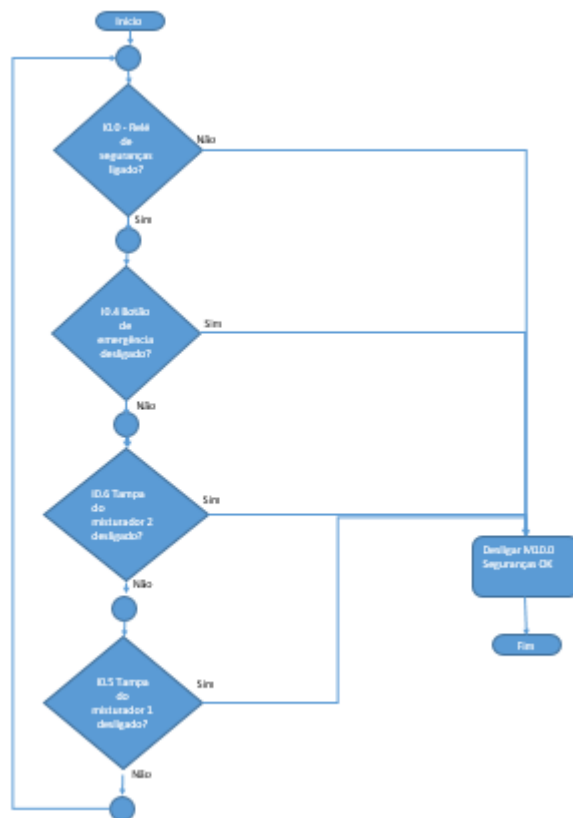 Início
I0.0 - Relé
de
seguranças
ligado?
Não
Sim
I0.4 Botão
de
emergência
desligado?
Sim
Não
I0.6 Tampa
do
misturador 2
desligado?
Sim
Não
Desligar M10.0
Seguranças OK
Fim
I0.5 Tampa
do
misturador 1
desligado?
Sim
Não